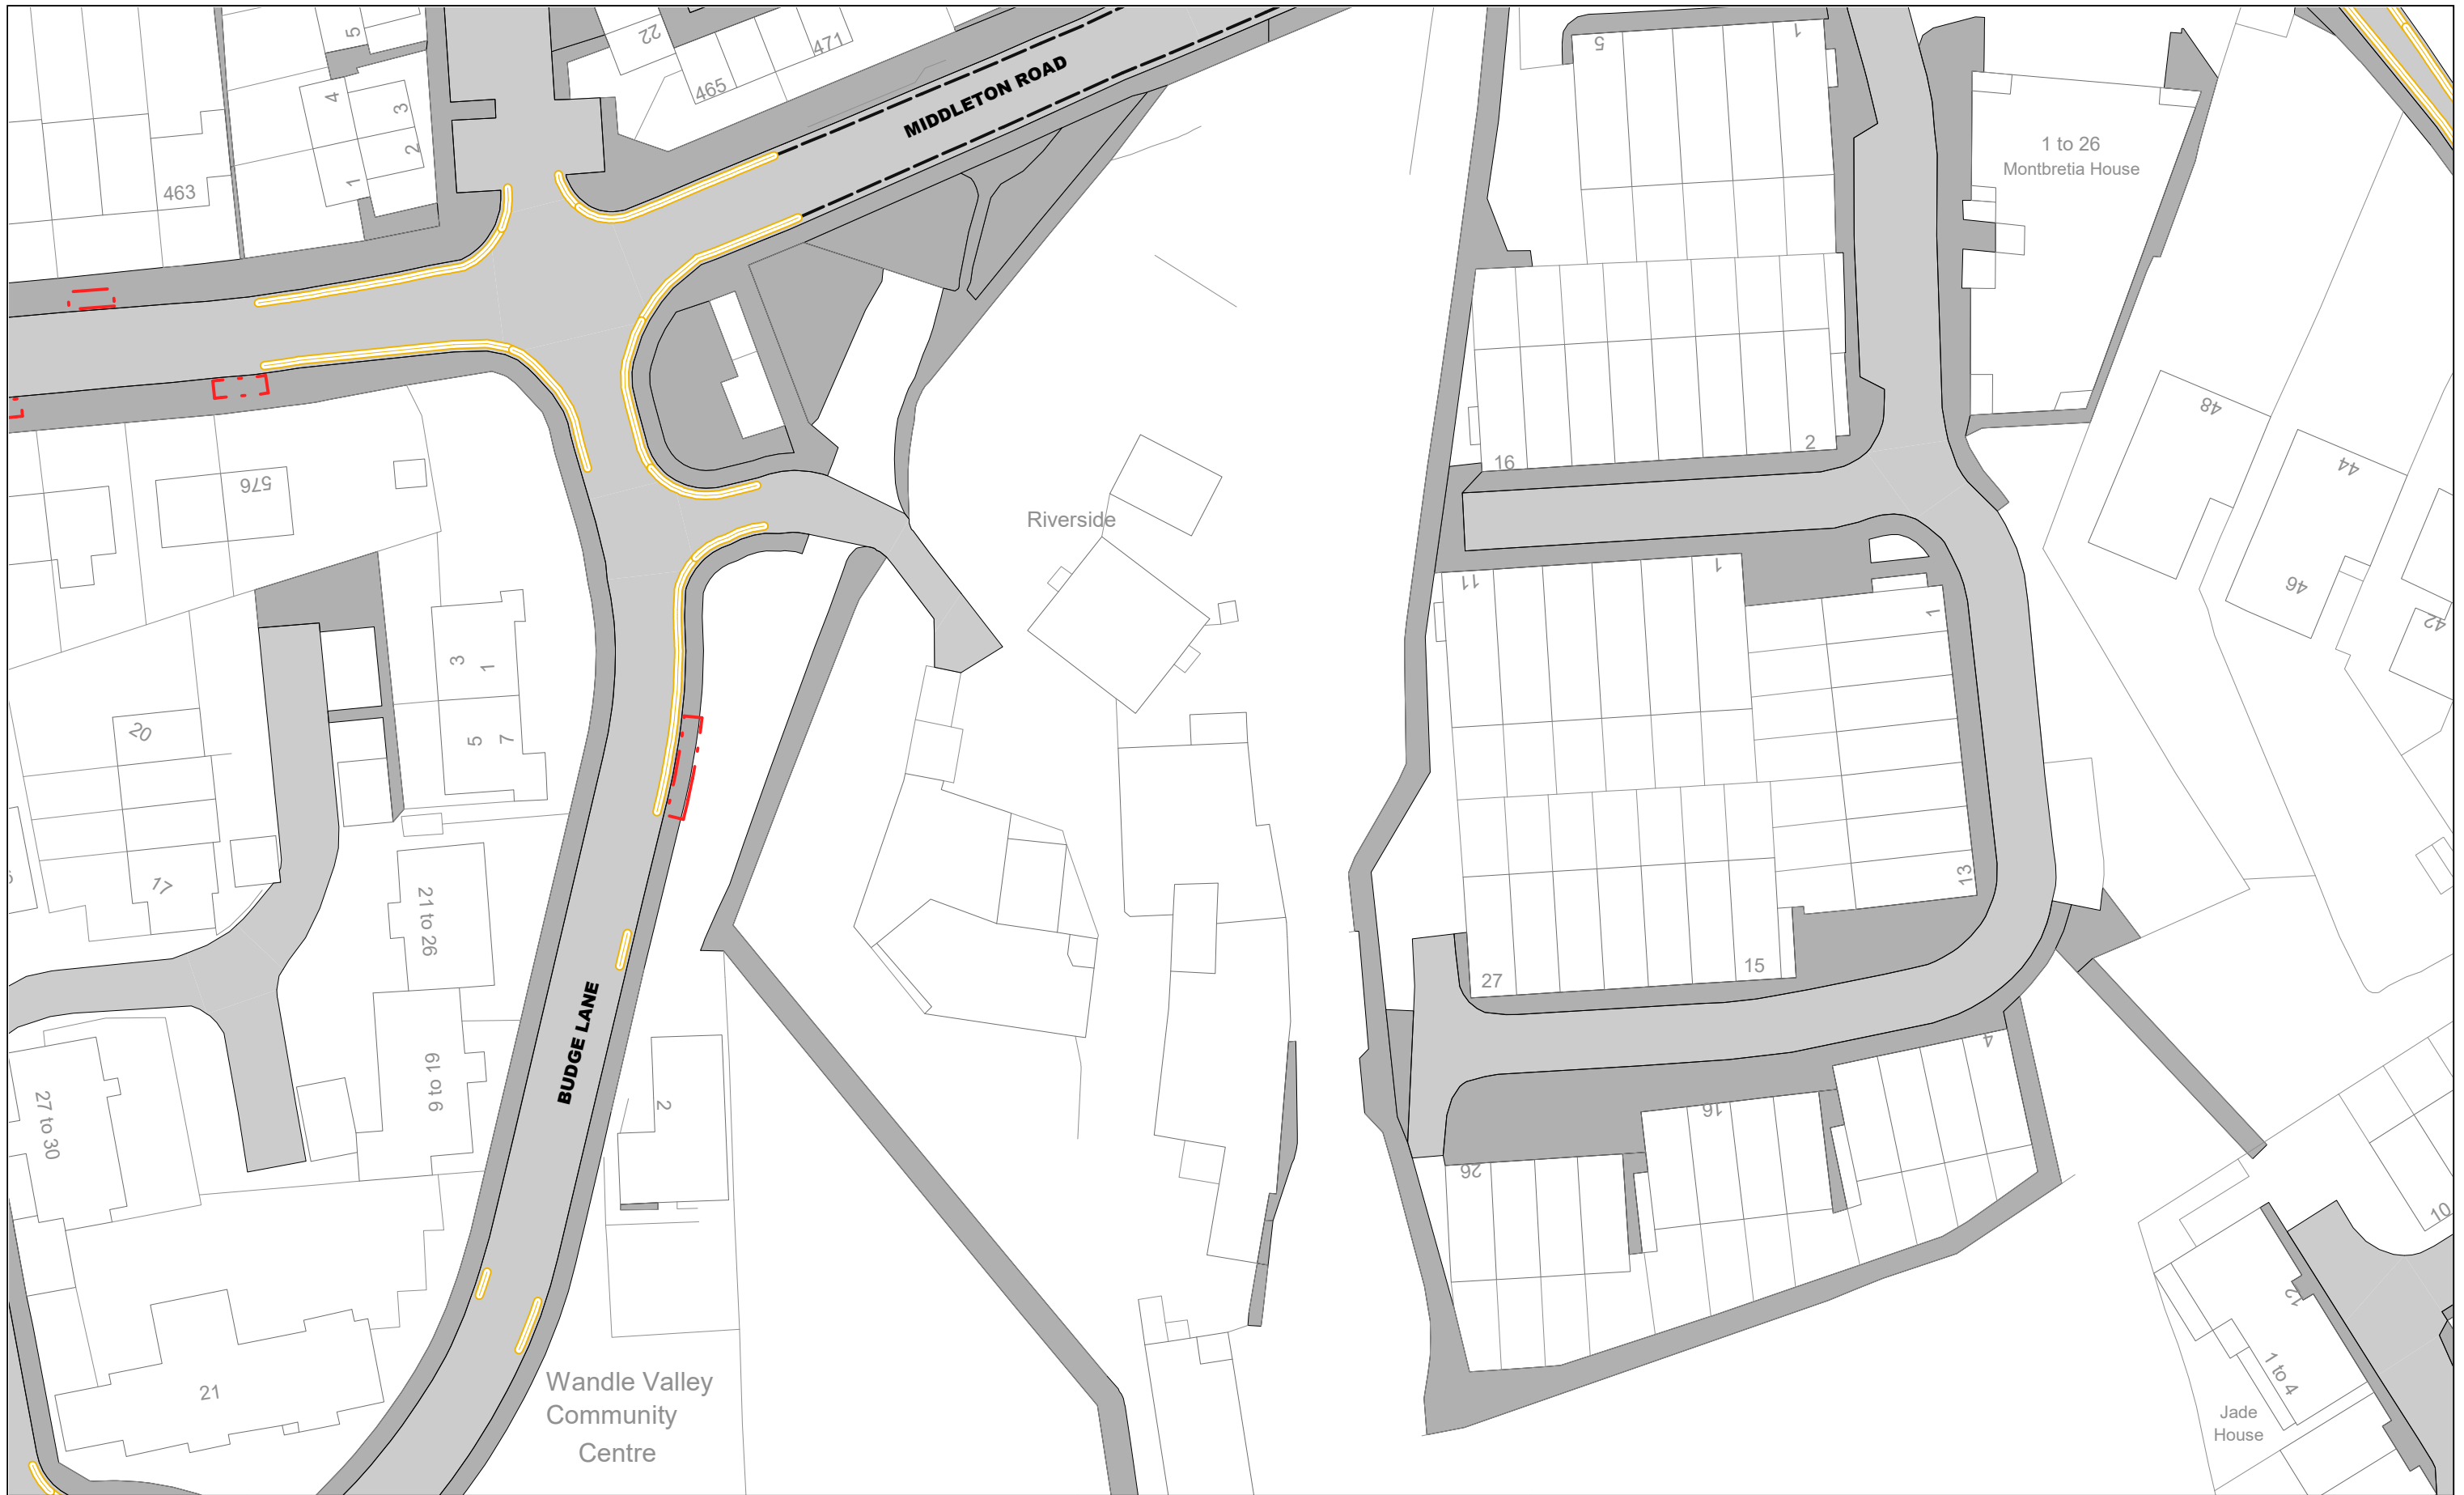 5
22
471
465
MIDDLETON ROAD
5
1
4
3
2
1
463
1 to 26
Montbretia House
576
16
2
48
44
46
42
Riverside
11
1
1
3
1
5
7
20
17
21 to 26
13
15
27
BUDGE LANE
9 to 19
27 to 30
2
4
16
26
21
Wandle Valley
Community
Centre
10
12
1 to 4
Jade
House